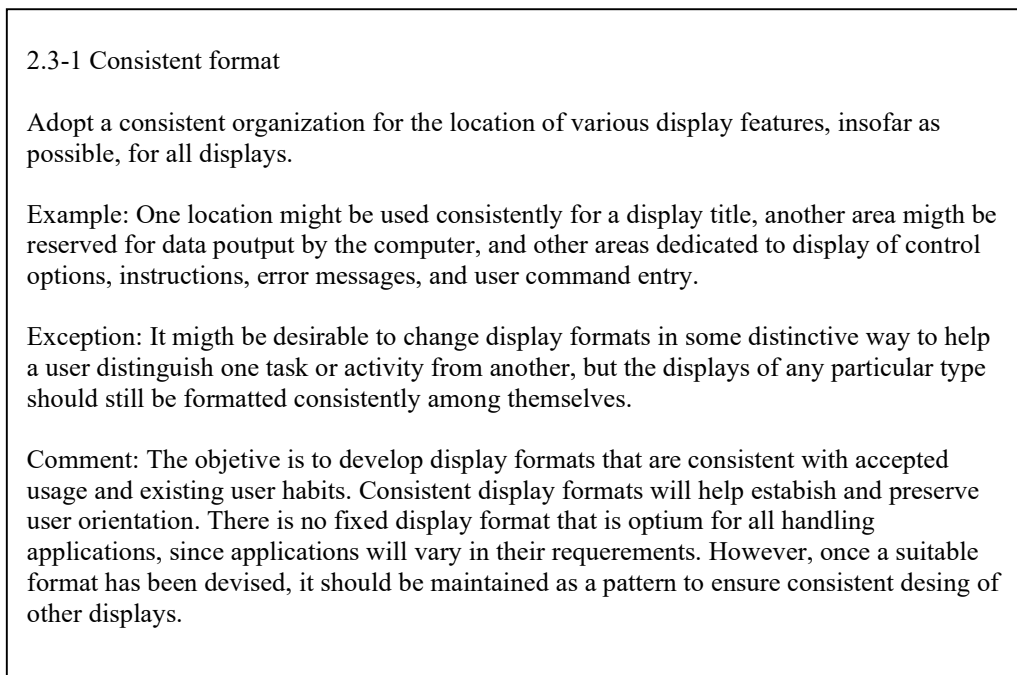 2.3-1 Consistent format
Adopt a consistent organization for the location of various display features, insofar as
possible, for all displays.
Example: One location might be used consistently for a display title, another area migth be
reserved for data poutput by the computer, and other areas dedicated to display of control
options, instructions, error messages, and user command entry.
Exception: It migth be desirable to change display formats in some distinctive way to help
a user distinguish one task or activity from another, but the displays of any particular type
should still be formatted consistently among themselves.
Comment: The objetive is to develop display formats that are consistent with accepted
usage and existing user habits. Consistent display formats will help estabish and preserve
user orientation. There is no fixed display format that is optium for all handling
applications, since applications will vary in their requerements. However, once a suitable
format has been devised, it should be maintained as a pattern to ensure consistent desing of
other displays.